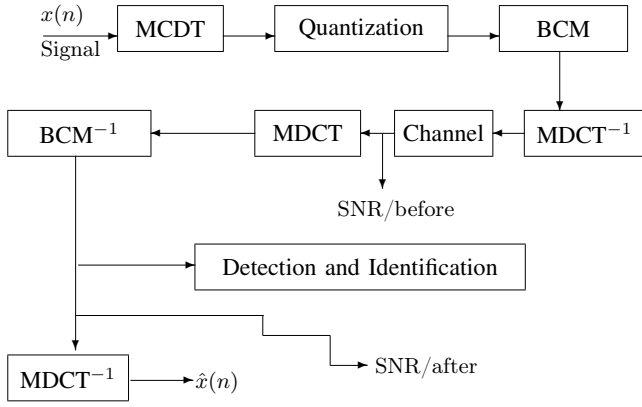 x(n)
Signal
MCDT
Quantization
BCM
BCM⁻¹
MDCT
Channel
MDCT⁻¹
SNR/before
Detection and Identification
SNR/after
MDCT⁻¹
x̂(n)